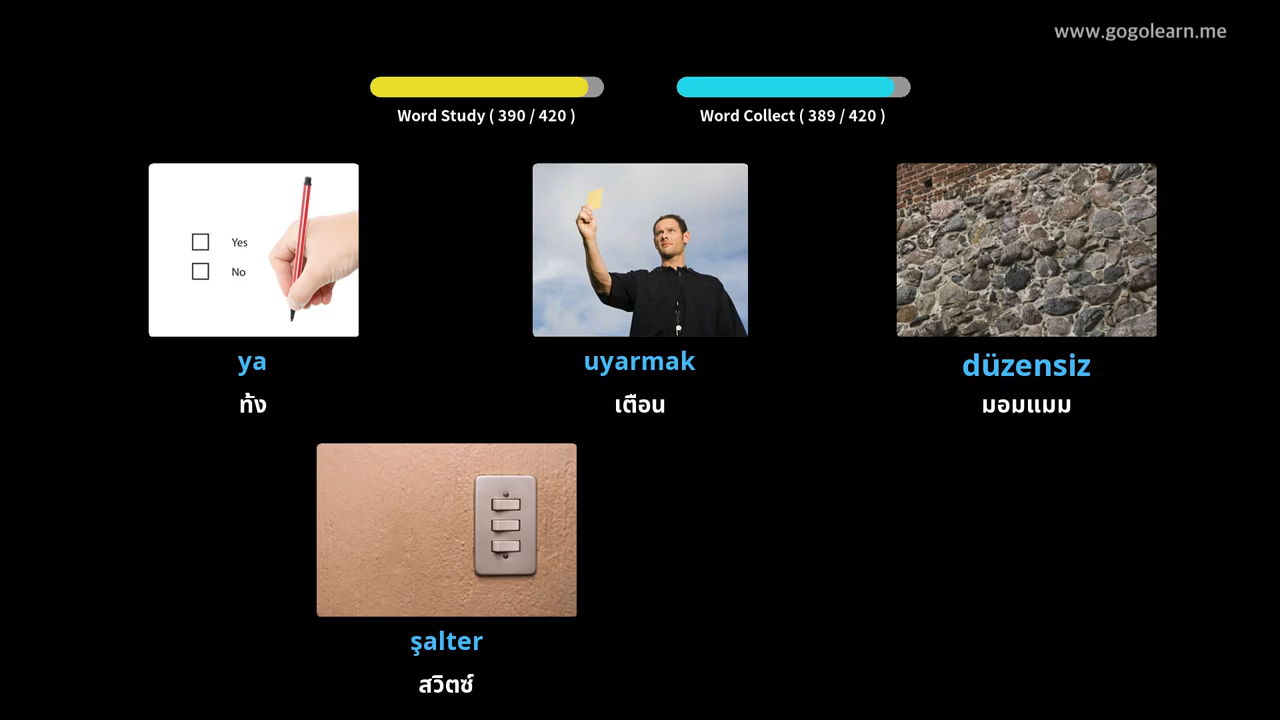 www.gogolearn.me
Word Study ( 390 / 420 )
Word Collect ( 389 / 420 )
Yes
No
ya
uyarmak
düzensiz
ทัง
เตือน
มอมแมม
şalter
สวิตซ์